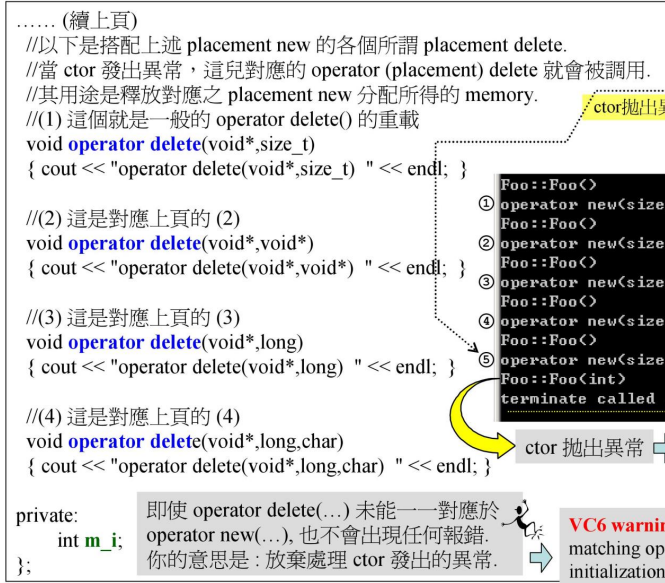 …… (續上頁)
//以下是搭配上述 placement new 的各個所謂 placement delete.
//當 ctor 發出異常，這兒對應的 operator (placement) delete 就會被調用.
//其用途是釋放對應之 placement new 分配所得的 memory.
//(1) 這個就是一般的 operator delete() 的重載
void operator delete(void*,size_t)
{ cout << "operator delete(void*,size_t)  " << endl;  }
//(2) 這是對應上頁的 (2)
void operator delete(void*,void*)
{ cout << "operator delete(void*,void*)  " << endl;  }
//(3) 這是對應上頁的 (3)
void operator delete(void*,long)
{ cout << "operator delete(void*,long)  " << endl;  }
//(4) 這是對應上頁的 (4)
void operator delete(void*,long,char)
{ cout << "operator delete(void*,long,char)  " << endl; }
private:
int m_i;
};
ctor拋出異
Foo::Foo()
① operator new(size
Foo::Foo()
② operator new(size
Foo::Foo()
③ operator new(size
Foo::Foo()
④ operator new(size
Foo::Foo()
⑤ operator new(size
Foo::Foo(int)
terminate called
ctor 拋出異常
即使 operator delete(…) 未能一一對應於
operator new(…), 也不會出現任何報錯.
你的意思是 : 放棄處理 ctor 發出的異常.
VC6 warnin
matching op
initialization